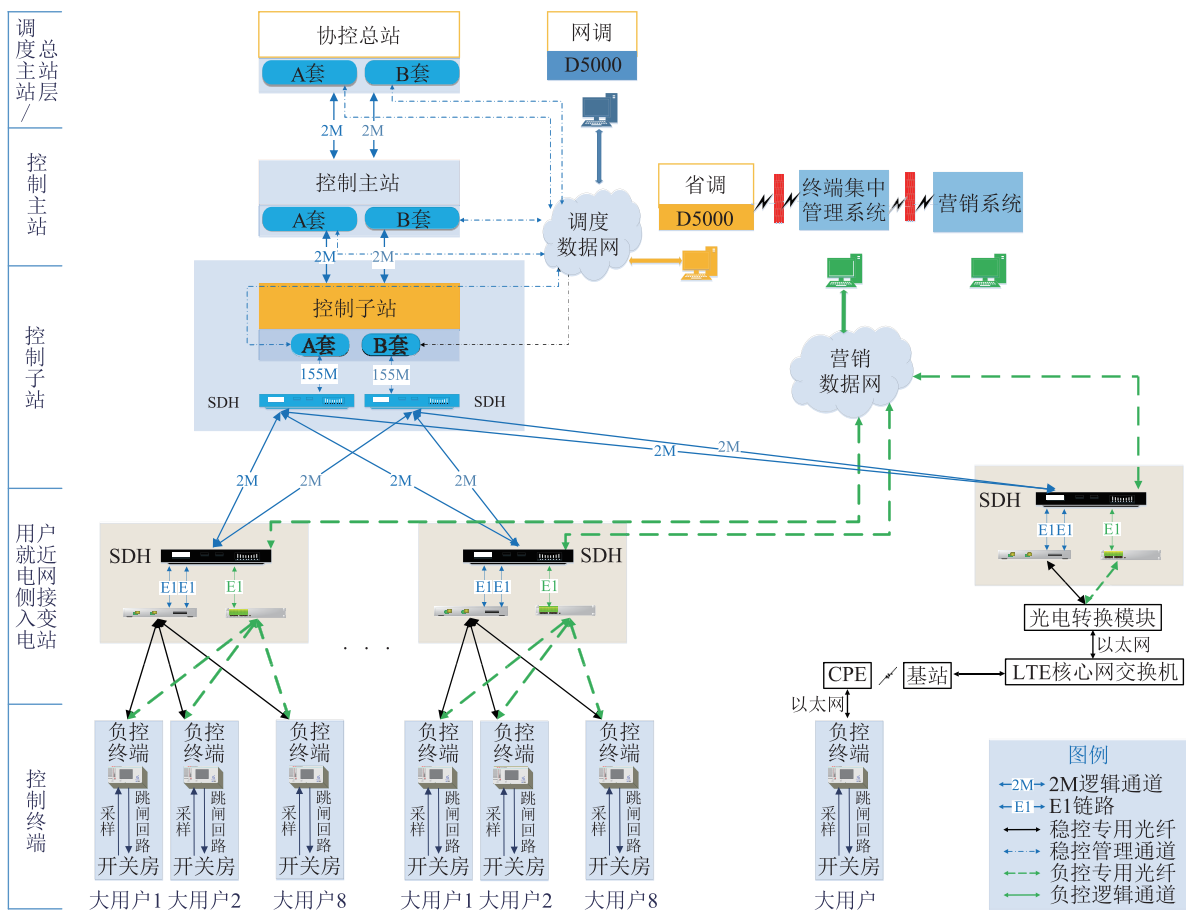 调度主站/
总站层
协控总站
A套
B套
网调
D5000
2M
2M
控制主站
控制主站
A套
B套
调度
数据网
省调
D5000
终端集中
管理系统
营销系统
2M
2M
控制子站
控制子站
A套
B套
155M
155M
SDH
SDH
营销
数据网
2M
2M
2M
2M
2M
2M
用户就近电网侧接入变电站
SDH
E1
E1
E1
SDH
E1
E1
E1
SDH
E1
E1
E1
. . .
光电转换模块
以太网
LTE核心网交换机
基站
CPE
以太网
控制终端
负控
终端
采样
跳闸回路
开关房
大用户1
负控
终端
采样
跳闸回路
开关房
大用户2
负控
终端
采样
跳闸回路
开关房
大用户8
负控
终端
采样
跳闸回路
开关房
大用户1
负控
终端
采样
跳闸回路
开关房
大用户2
负控
终端
采样
跳闸回路
开关房
大用户8
负控
终端
采样
跳闸回路
开关房
大用户
图例
2M 2M逻辑通道
E1 E1链路
稳控专用光纤
稳控管理通道
负控专用光纤
负控逻辑通道